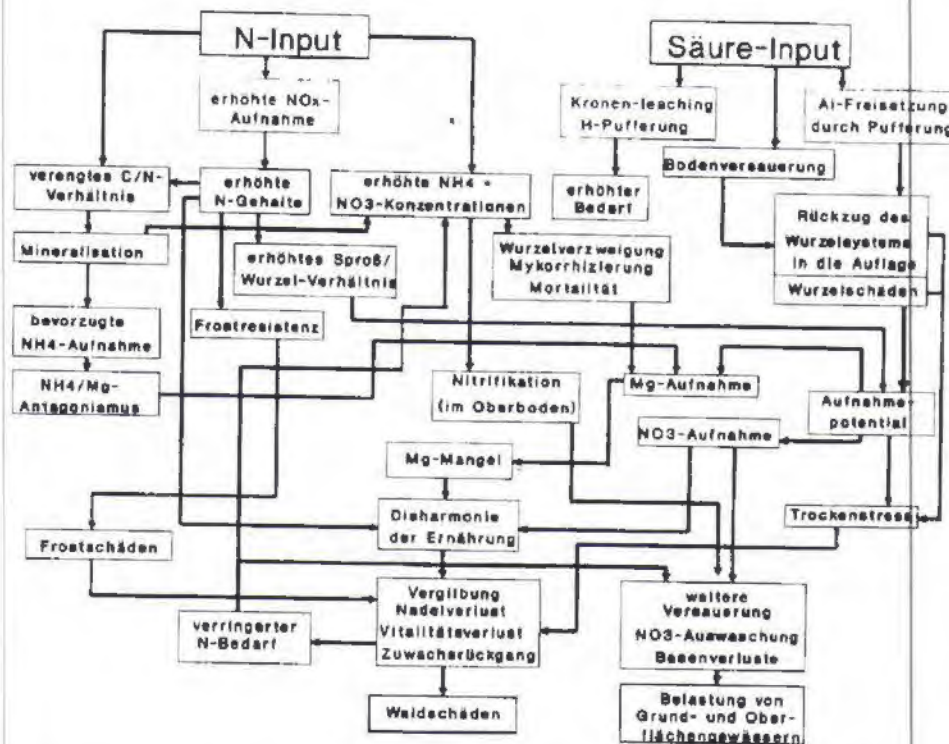 N-Input
Säure-Input
erhöhte NOx-
Aufnahme
Kronen-leaching
H-Pufferung
Al-Freisetzung
durch Pufferung
verengtes C/N-
Verhältnis
erhöhte
N-Gehalte
erhöhte NH4 -
NO3-Konzentrationen
Bodenversauerung
erhöhter
Bedarf
Rückzug des
Wurzelsystems
in die Auflage
Wurzelschäden
Mineralisation
erhöhtes Sproß/
Wurzel-Verhältnis
Wurzelverzweigung
Mykorrhizierung
Mortalität
bevorzugte
NH4-Aufnahme
Frostresistenz
NH4/Mg-
Antagonismus
Nitrifikation
(im Oberboden)
Mg-Aufnahme
Aufnahme-
potential
NO3-Aufnahme
Mg-Mangel
Disharmonie
der Ernährung
Trockenstress
Frostschäden
Vergilbung
Nadelverlust
Vitalitätsverlust
Zuwachsrückgang
weitere
Versauerung
NO3-Auswaschung
Basenverluste
verringerter
N-Bedarf
Waldschäden
Belastung von
Grund- und Ober-
flächengewässern